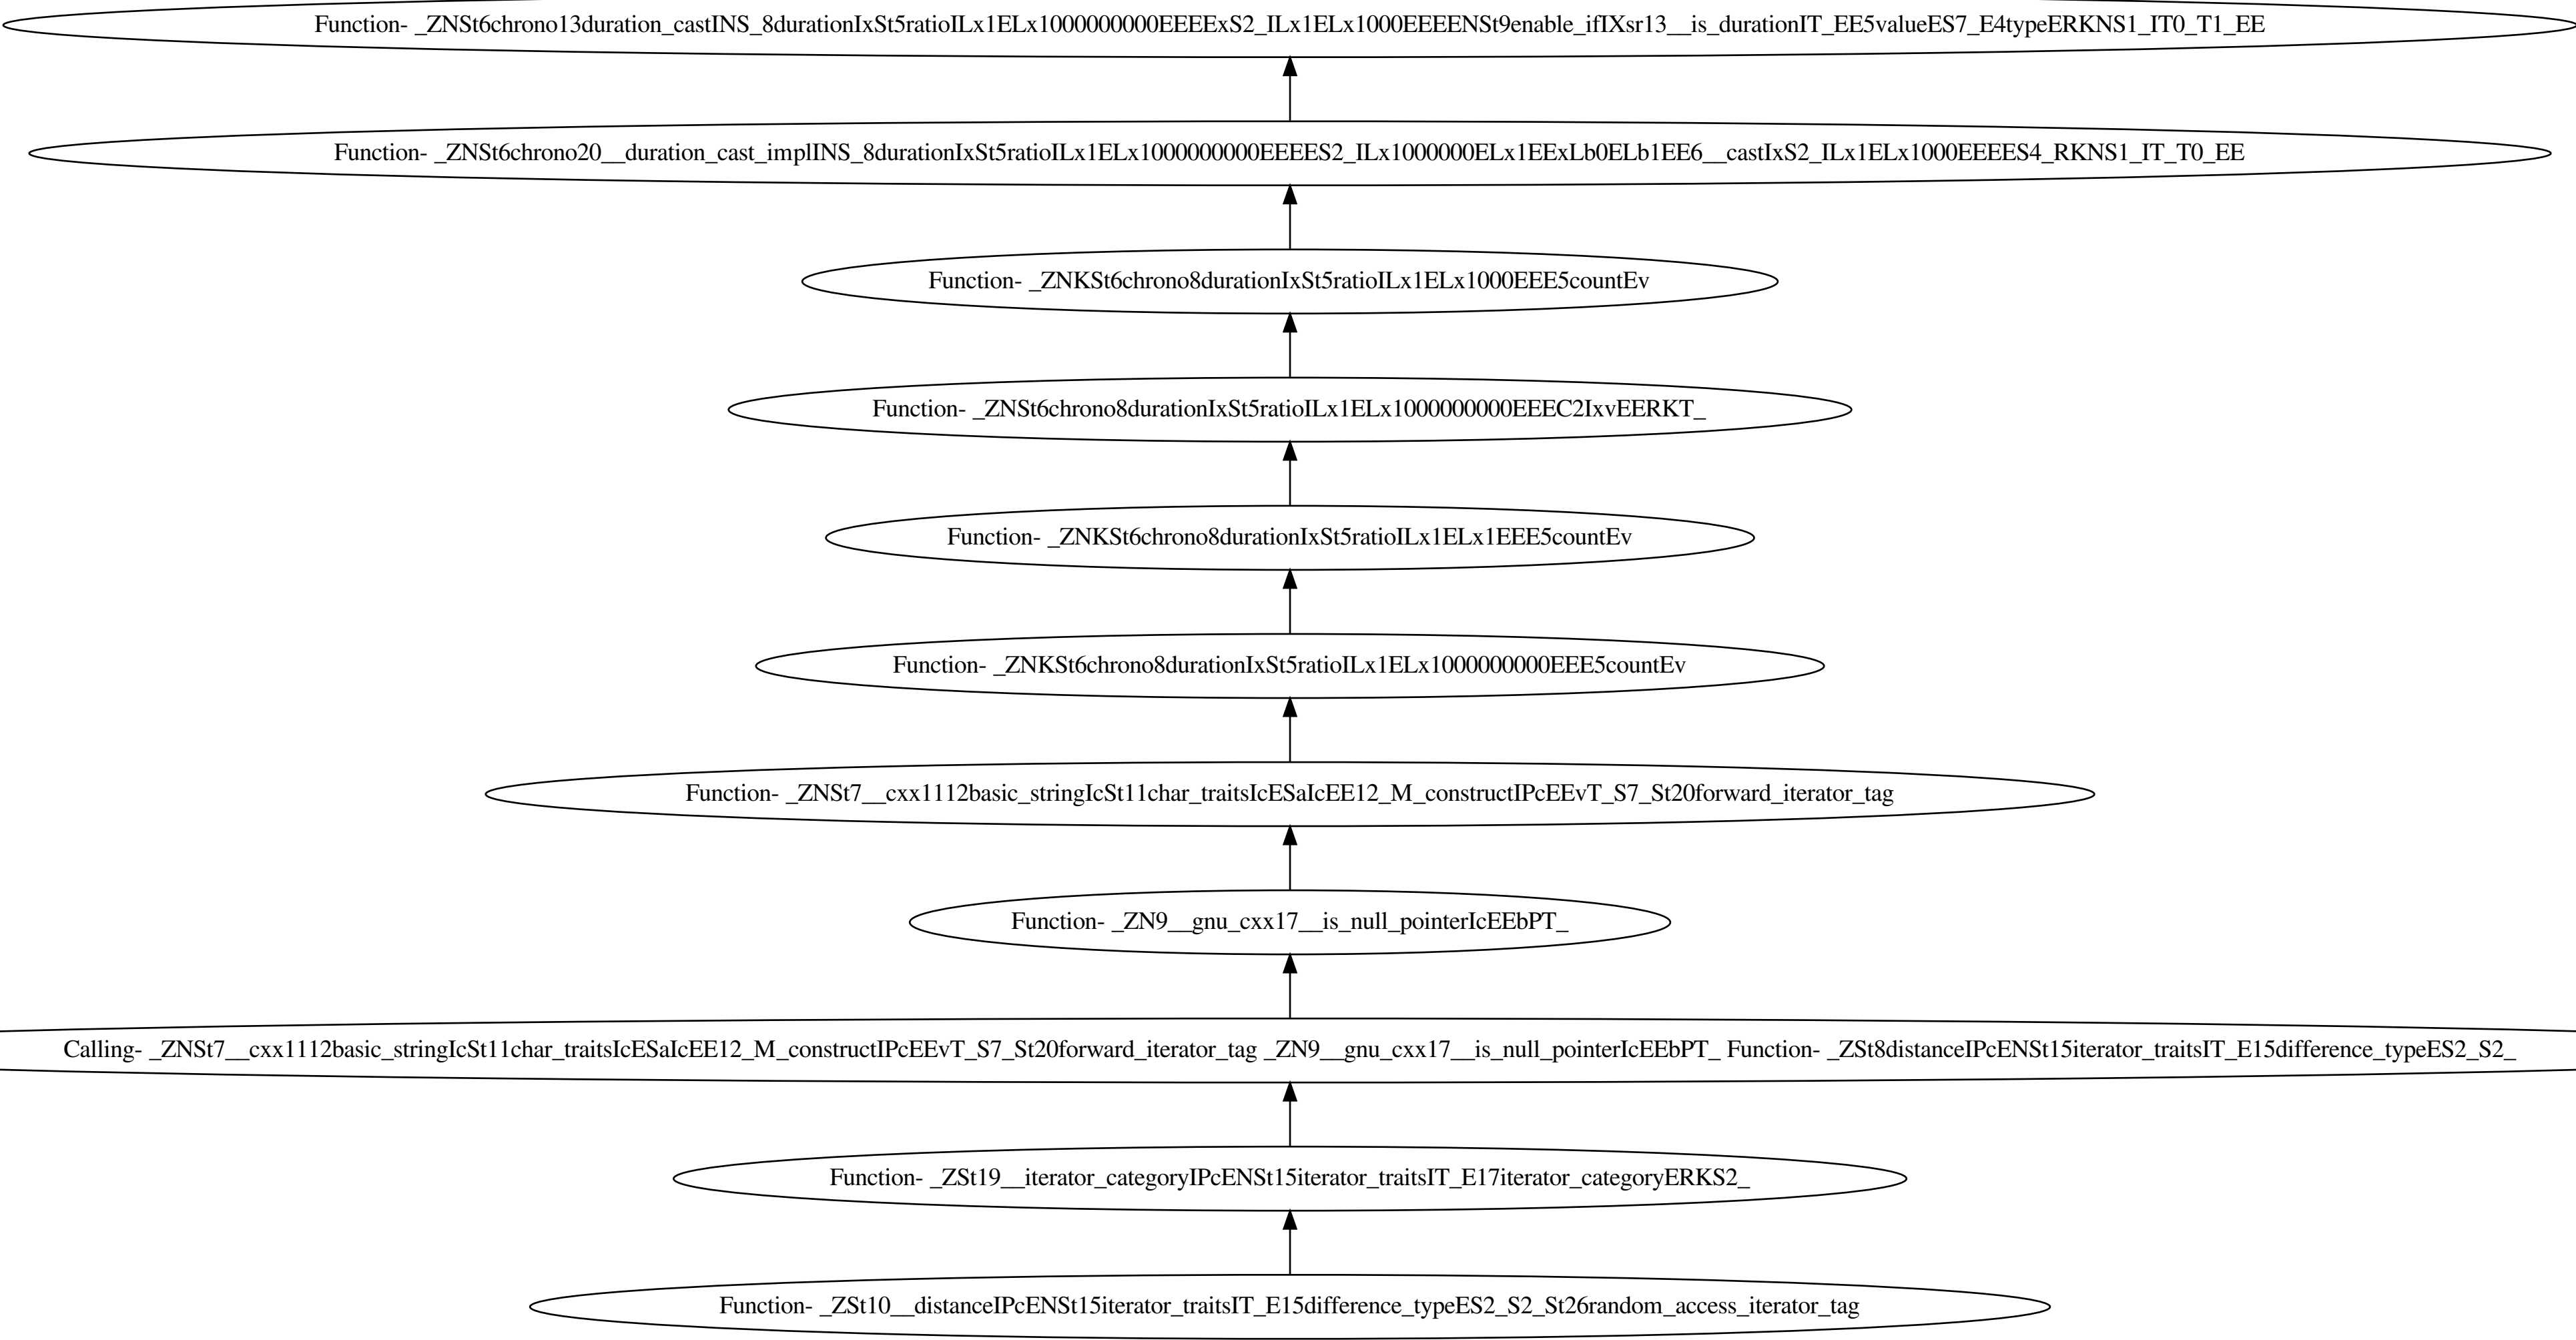 Function- _ZNSt6chrono13duration_castINS_8durationIxSt5ratioILx1ELx1000000000EEEExS2_ILx1ELx1000EEEENSt9enable_ifIXsr13__is_durationIT_EE5valueES7_E4typeERKNS1_IT0_T1_EE
Function- _ZNSt6chrono20__duration_cast_implINS_8durationIxSt5ratioILx1ELx1000000000EEEES2_ILx1000000ELx1EExLb0ELb1EE6__castIxS2_ILx1ELx1000EEEES4_RKNS1_IT_T0_EE
Function- _ZNKSt6chrono8durationIxSt5ratioILx1ELx1000EEE5countEv
Function- _ZNSt6chrono8durationIxSt5ratioILx1ELx1000000000EEEC2IxvEERKT_
Function- _ZNKSt6chrono8durationIxSt5ratioILx1ELx1EEE5countEv
Function- _ZNKSt6chrono8durationIxSt5ratioILx1ELx1000000000EEE5countEv
Function- _ZNSt7__cxx1112basic_stringIcSt11char_traitsIcESaIcEE12_M_constructIPcEEvT_S7_St20forward_iterator_tag
Function- _ZN9__gnu_cxx17__is_null_pointerIcEEbPT_
Calling- _ZNSt7__cxx1112basic_stringIcSt11char_traitsIcESaIcEE12_M_constructIPcEEvT_S7_St20forward_iterator_tag _ZN9__gnu_cxx17__is_null_pointerIcEEbPT_ Function- _ZSt8distanceIPcENSt15iterator_traitsIT_E15difference_typeES2_S2_
Function- _ZSt19__iterator_categoryIPcENSt15iterator_traitsIT_E17iterator_categoryERKS2_
Function- _ZSt10__distanceIPcENSt15iterator_traitsIT_E15difference_typeES2_S2_St26random_access_iterator_tag